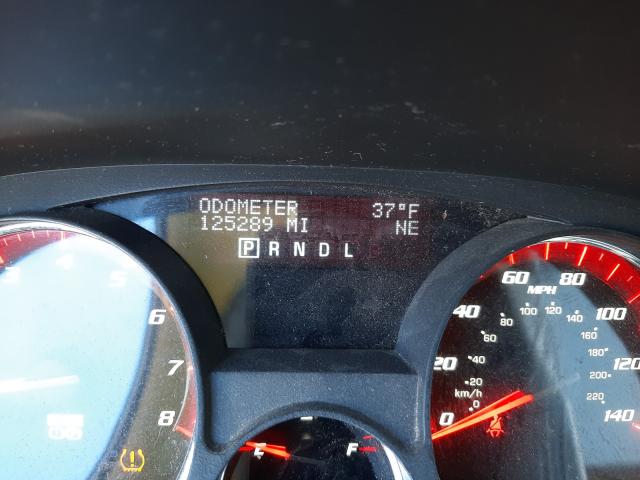 ODOMETER 37°F
125289 MI NE
P R N D L
4 5 6 7 8
0 20 40 60 80 100 120 140
MPH
0 20 40 60 80 100 120 140 160 180 200 220
km/h
E F